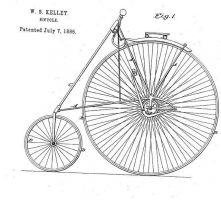 W. S. KELLEY.
BICYCLE.
Patented July 7, 1885.
Fig. 1